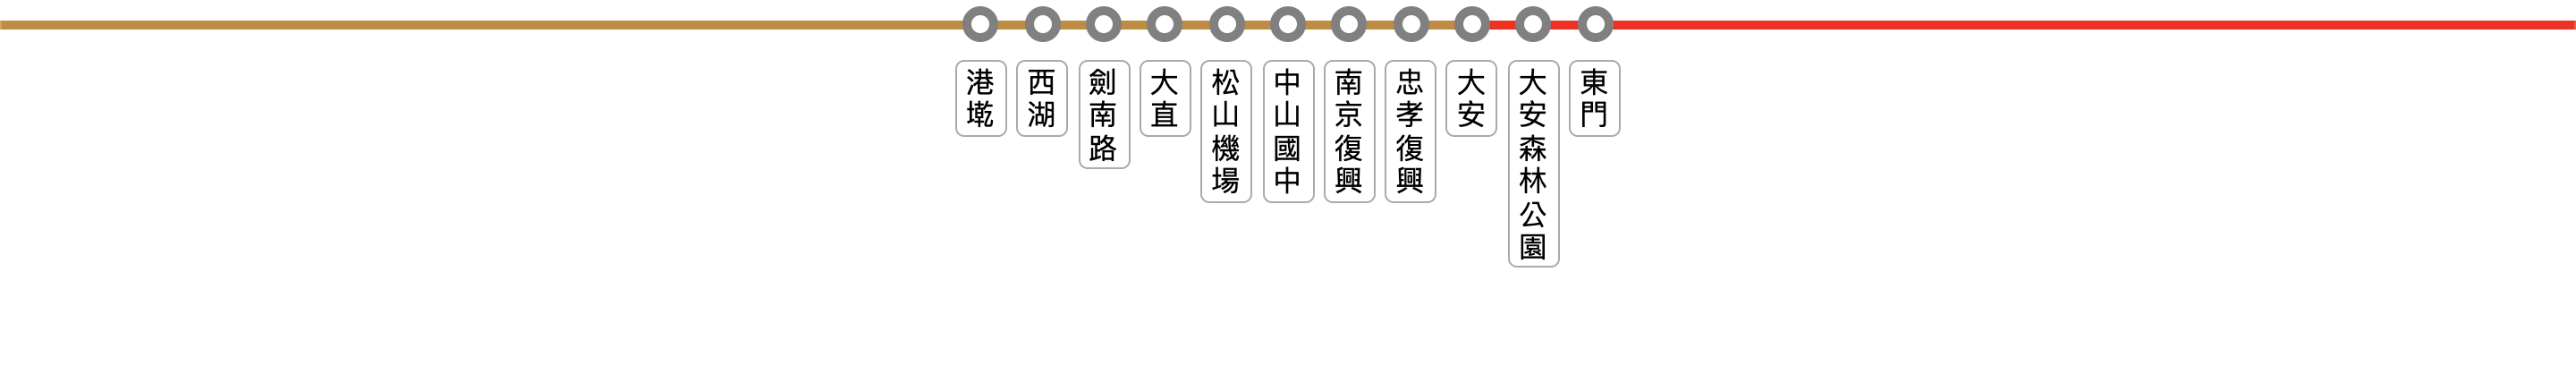 港墘
西湖
劍南路
大直
松山機場
中山國中
南京復興
忠孝復興
大安
大安森林公園
東門